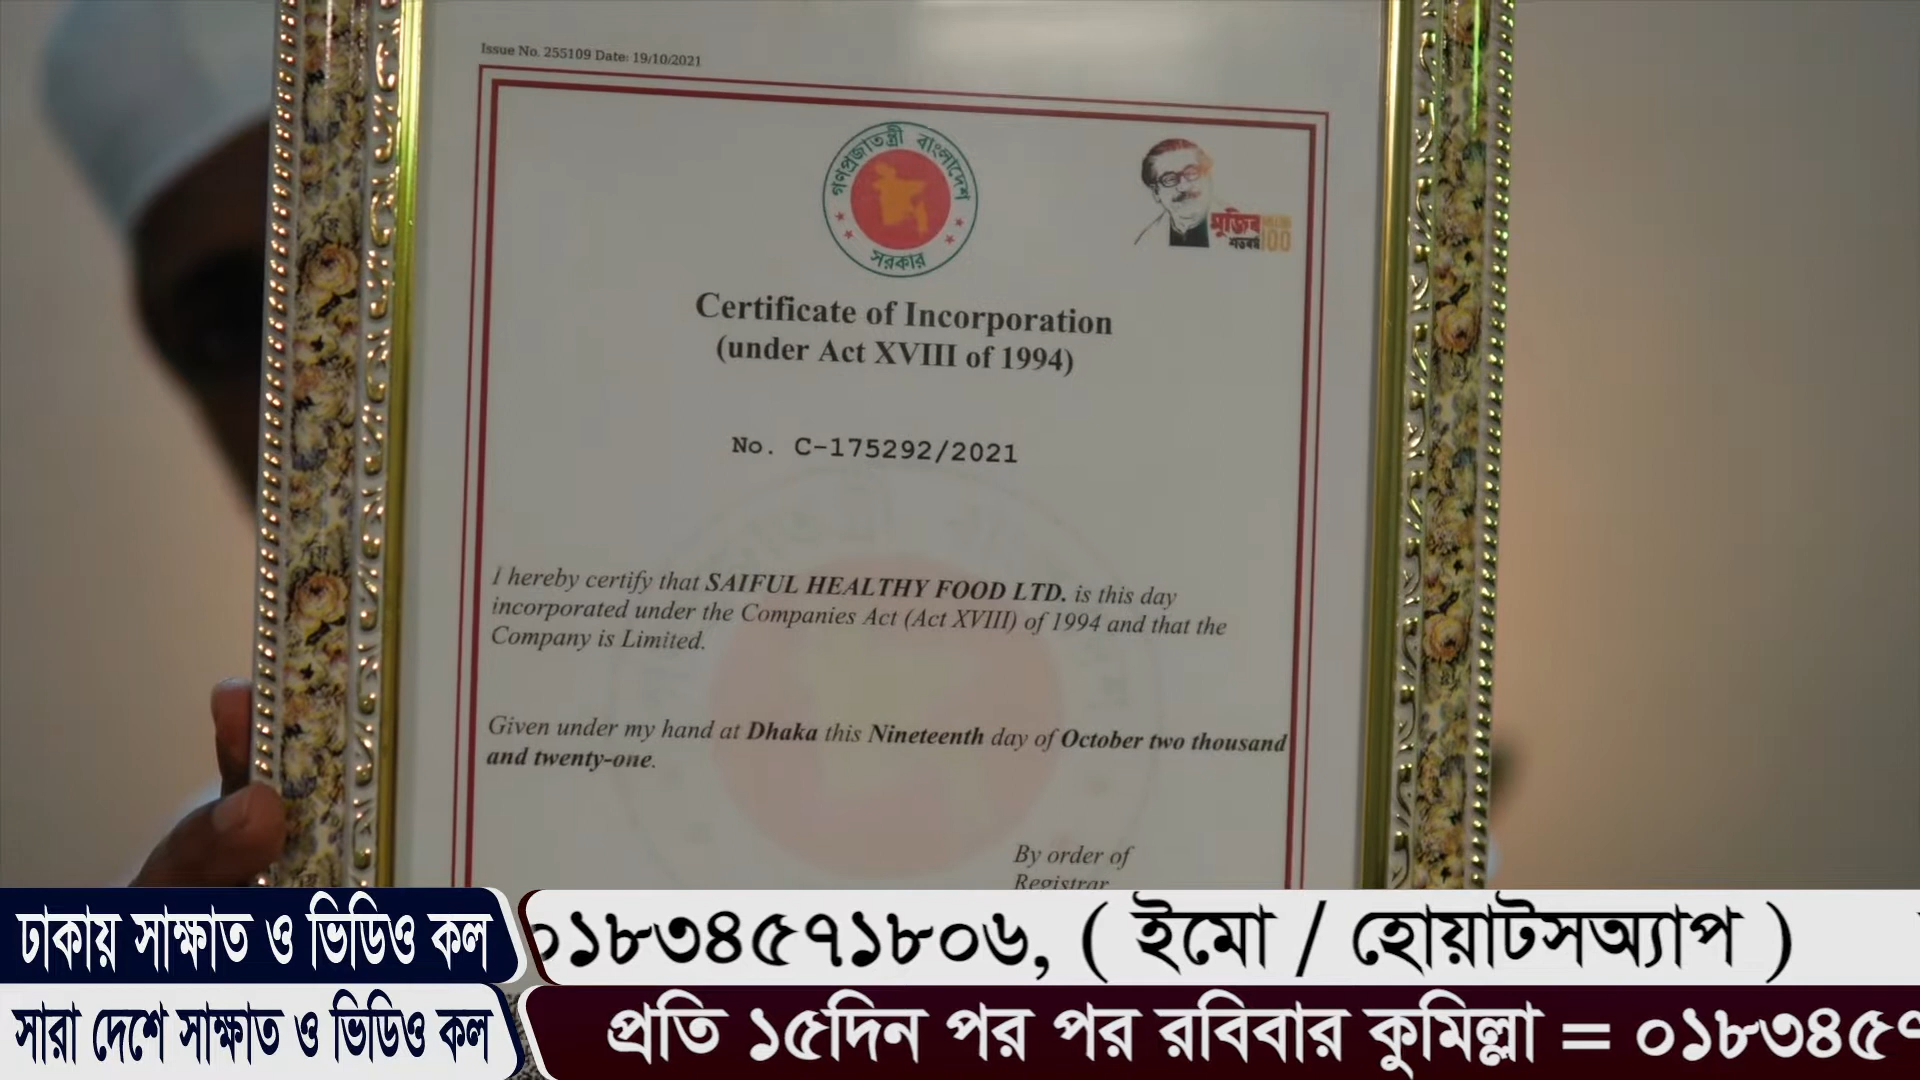 Issue No. 255109 Date: 19/10/2021
গণপ্রজাতন্ত্রী বাংলাদেশ
সরকার
মুজিব
শতবর্ষ 100
Certificate of Incorporation
(under Act XVIII of 1994)
No. C-175292/2021
I hereby certify that SAIFUL HEALTHY FOOD LTD. is this day
incorporated under the Companies Act (Act XVIII) of 1994 and that the
Company is Limited.
Given under my hand at Dhaka this Nineteenth day of October two thousand
and twenty-one.
By order of
Registrar
ঢাকায় সাক্ষাত ও ভিডিও কল
০১৮৩৪৫৭১৮০৬, ( ইমো / হোয়াটসঅ্যাপ )
সারা দেশে সাক্ষাত ও ভিডিও কল
প্রতি ১৫দিন পর পর রবিবার কুমিল্লা = ০১৮৩৪৫৭